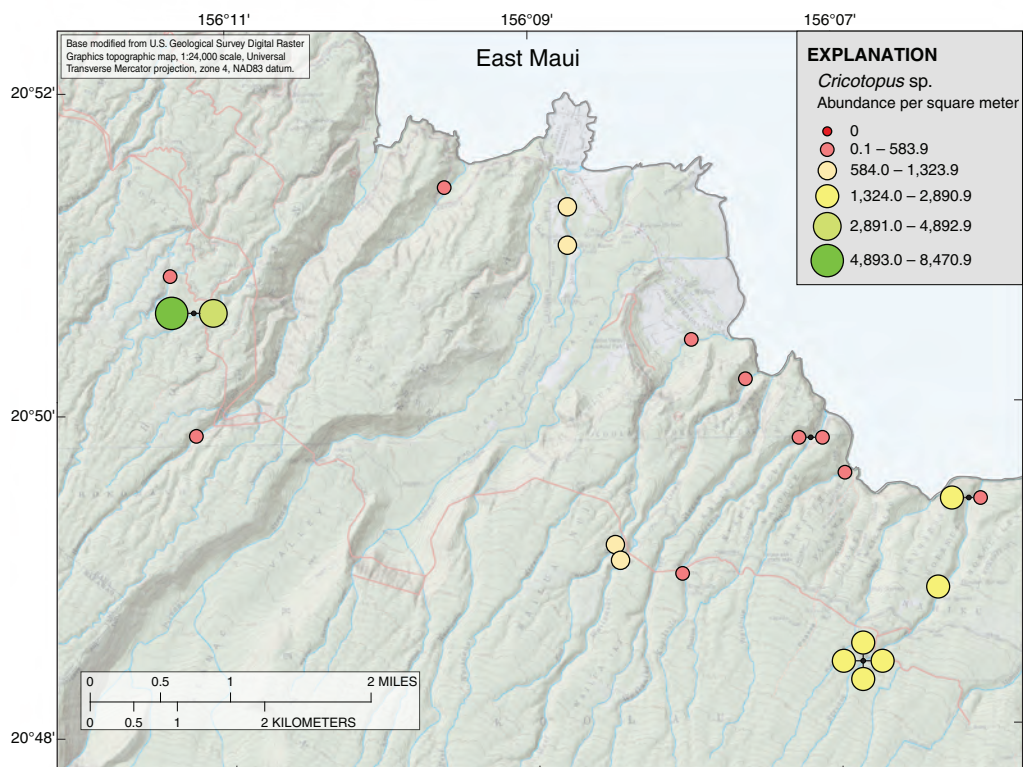 156°11'
156°09'
156°07'
Base modified from U.S. Geological Survey Digital Raster
Graphics topographic map, 1:24,000 scale, Universal
Transverse Mercator projection, zone 4, NAD83 datum.
East Maui
EXPLANATION
Cricotopus sp.
Abundance per square meter
0
0.1 – 583.9
584.0 – 1,323.9
1,324.0 – 2,890.9
2,891.0 – 4,892.9
4,893.0 – 8,470.9
20°52'
20°50'
20°48'
0 0.5 1 2 MILES
0 0.5 1 2 KILOMETERS